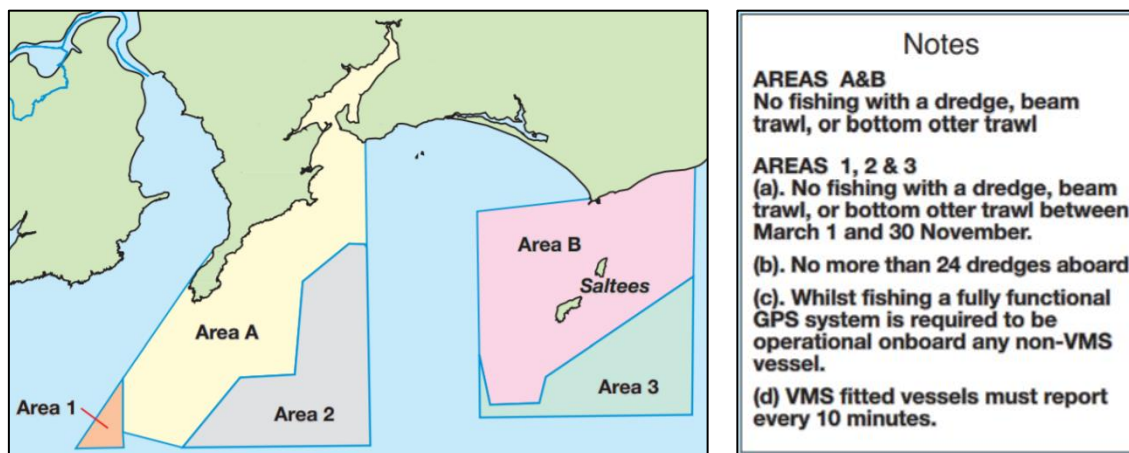 Area A
Area B
Saltees
Area 1
Area 2
Area 3
Notes
AREAS A&B
No fishing with a dredge, beam
trawl, or bottom otter trawl
AREAS 1, 2 & 3
(a). No fishing with a dredge, beam
trawl, or bottom otter trawl between
March 1 and 30 November.
(b). No more than 24 dredges aboard
(c). Whilst fishing a fully functional
GPS system is required to be
operational onboard any non-VMS
vessel.
(d) VMS fitted vessels must report
every 10 minutes.